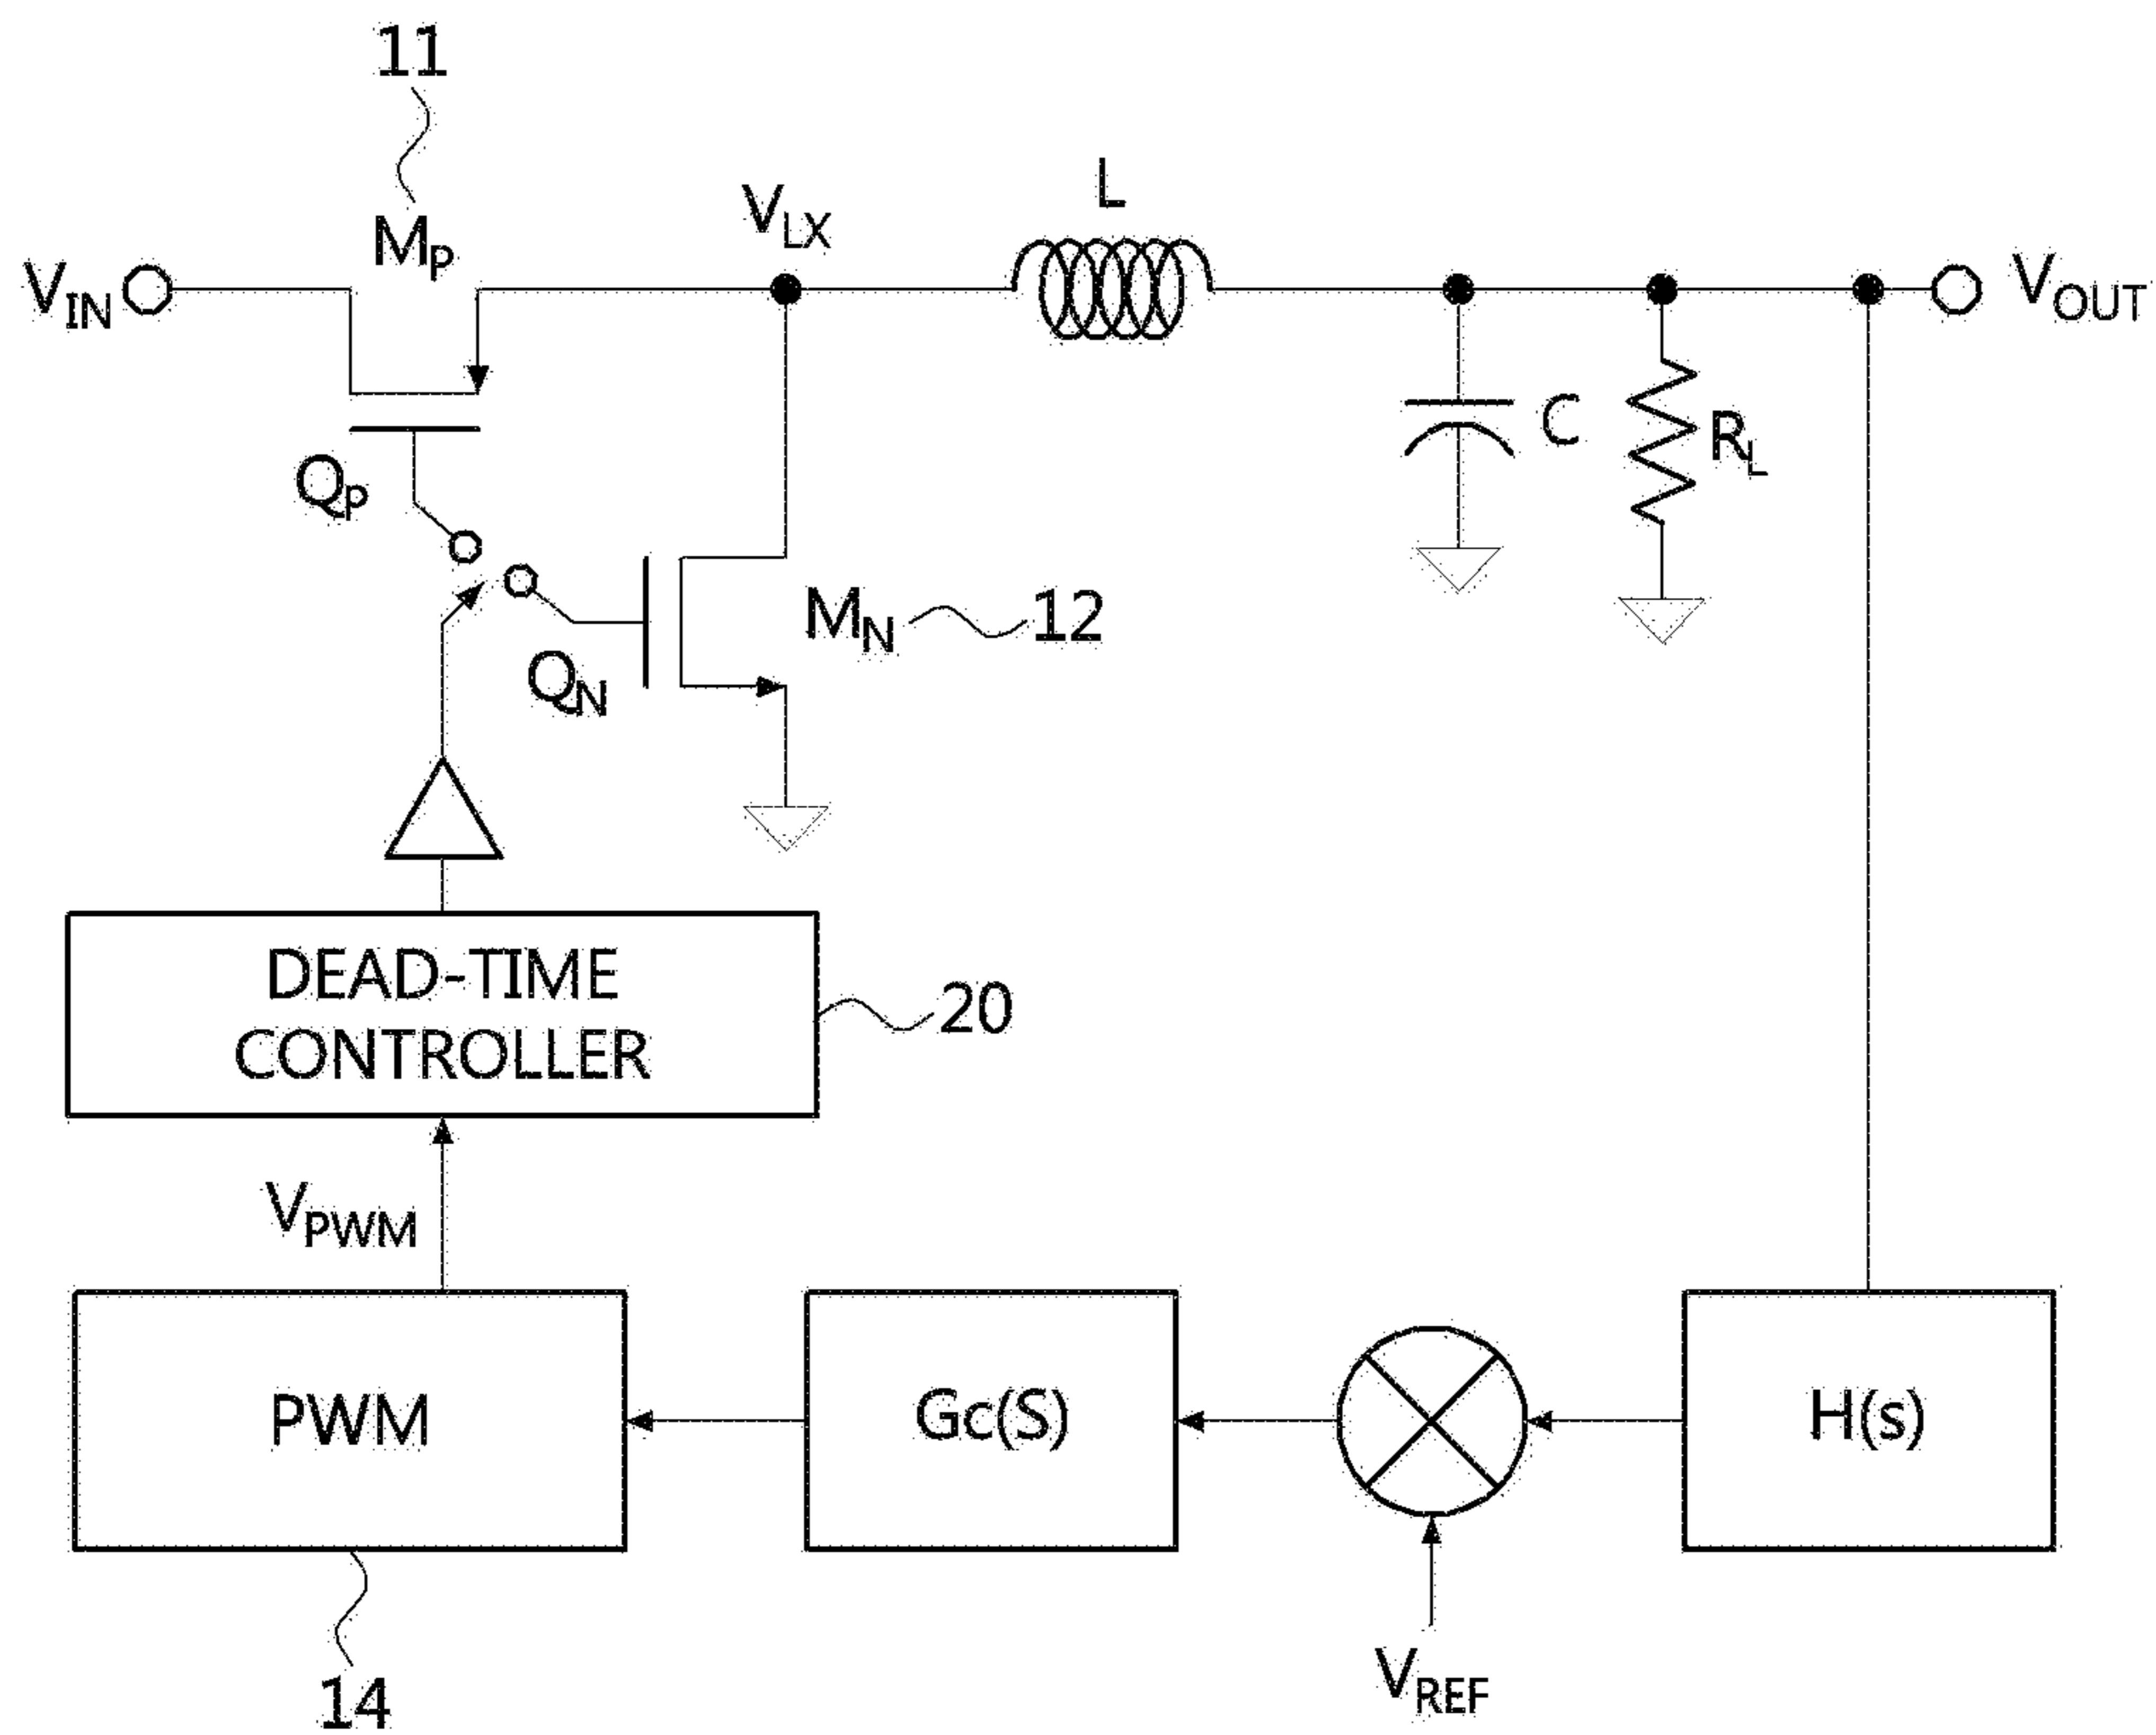 11
L
VLX
MP
VIN
VOUT
C
RL
QP
MN
12
QN
DEAD-TIME
CONTROLLER
20
VPWM
PWM
Gc(S)
H(s)
VREF
14